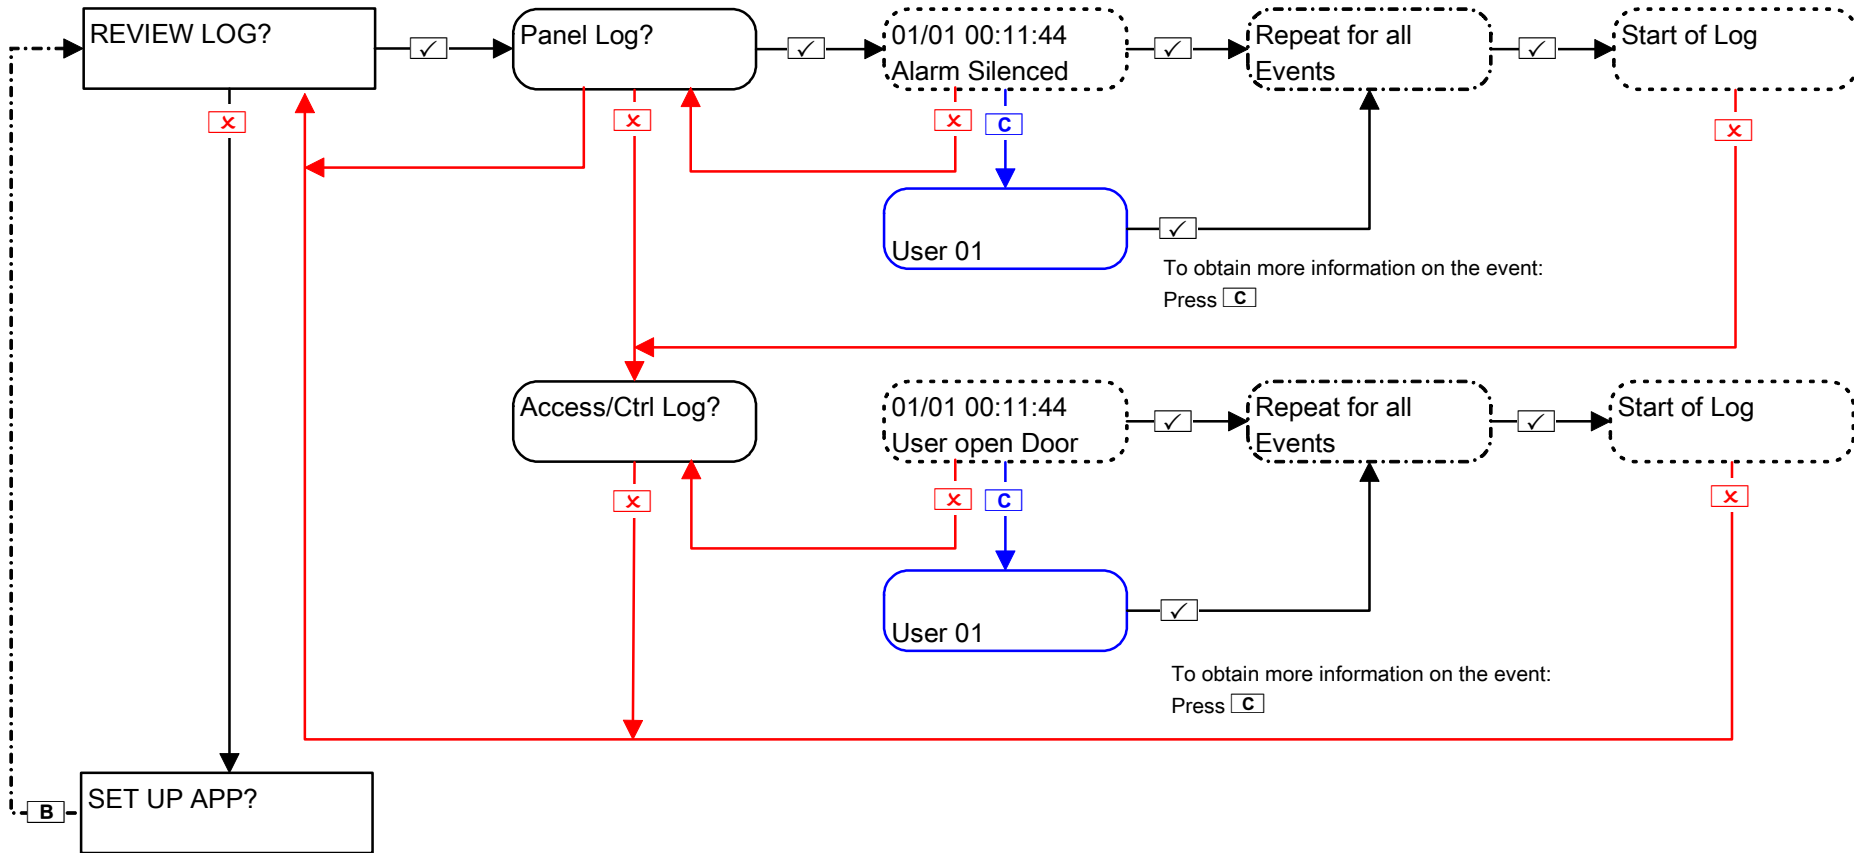 REVIEW LOG?
✓
Panel Log?
✓
01/01 00:11:44
Alarm Silenced
✓
Repeat for all
Events
✓
Start of Log
x
x
x
C
x
User 01
✓
To obtain more information on the event:
Press C
Access/Ctrl Log?
01/01 00:11:44
User open Door
✓
Repeat for all
Events
✓
Start of Log
x
x
C
x
User 01
✓
To obtain more information on the event:
Press C
SET UP APP?
B